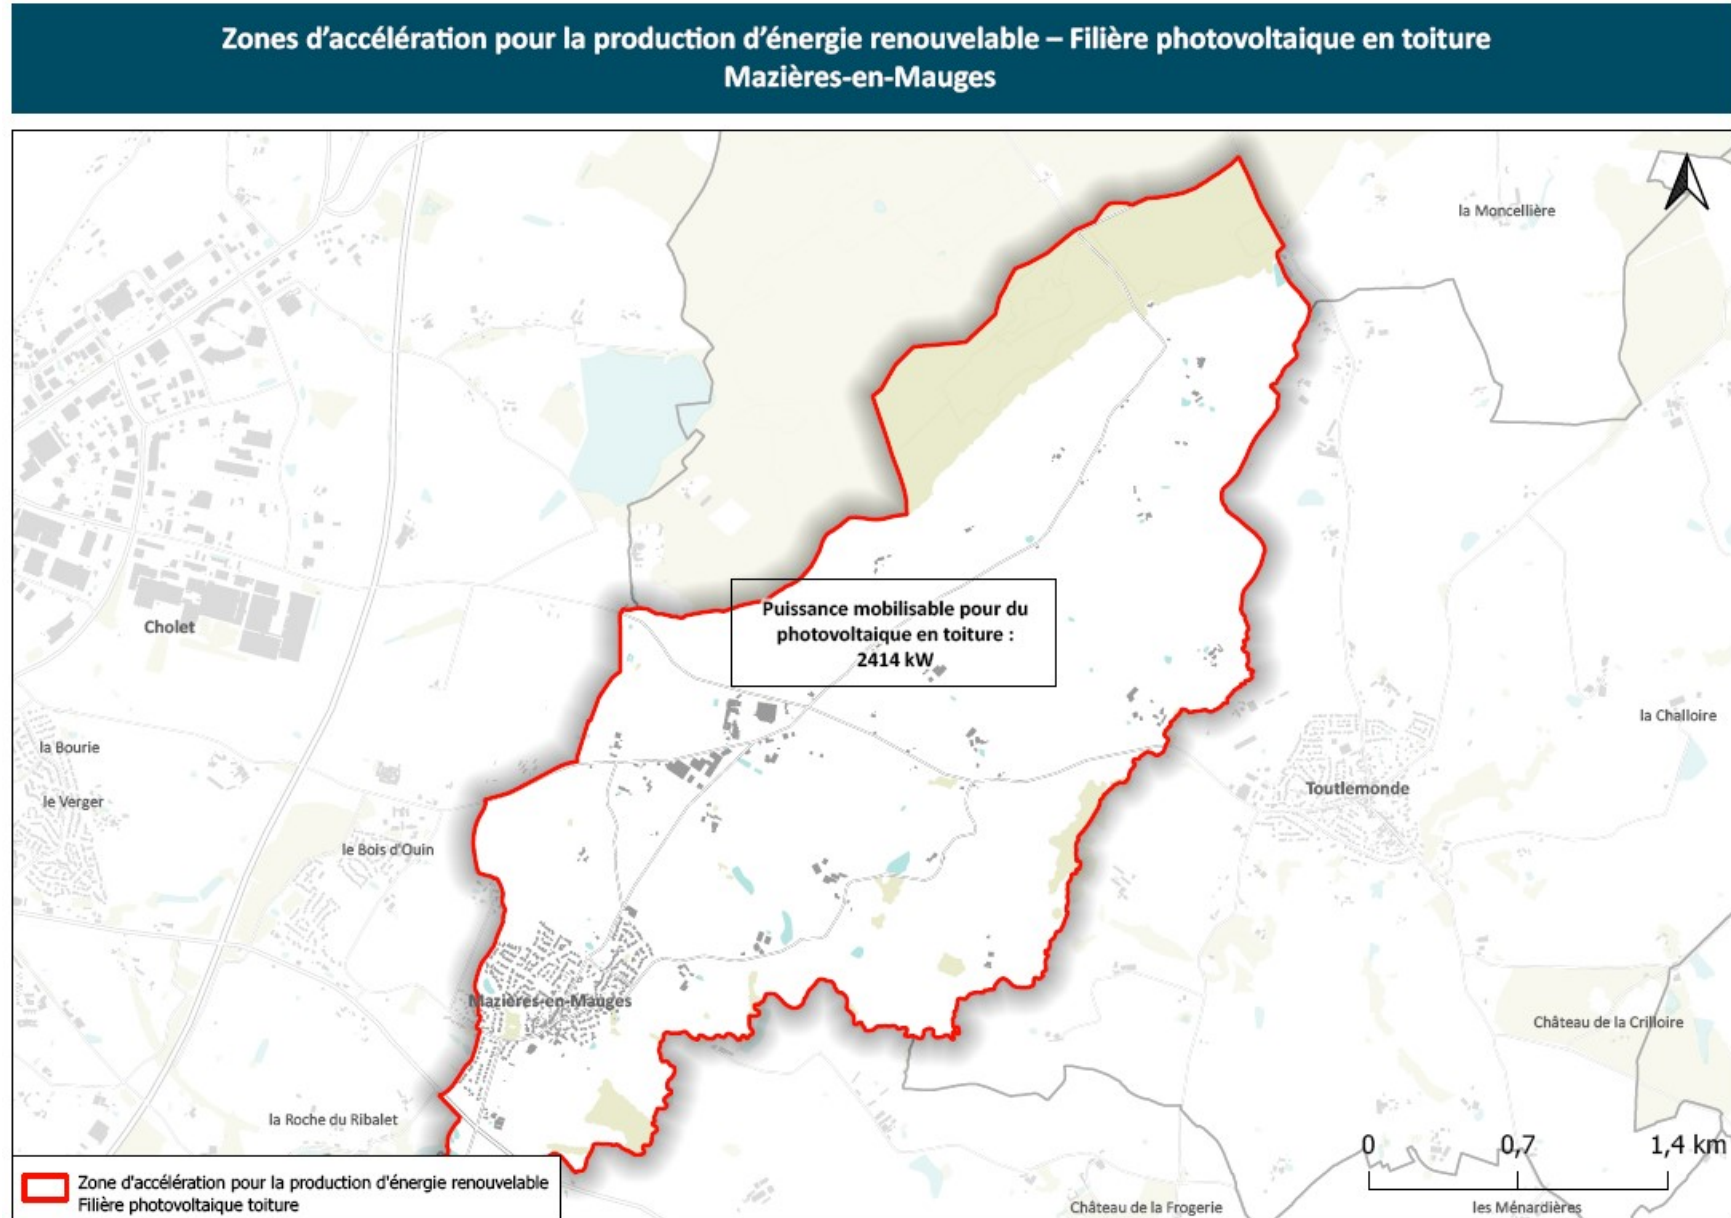 Zones d’accélération pour la production d’énergie renouvelable – Filière photovoltaique en toiture
Mazières-en-Mauges
la Moncellière
Puissance mobilisable pour du
photovoltaique en toiture :
2414 kW
Cholet
la Bourie
le Verger
le Bois d'Ouin
la Challoire
Toutlemonde
Mazières-en-Mauges
Château de la Crilloire
la Roche du Ribalet
0 0,7 1,4 km
Zone d'accélération pour la production d'énergie renouvelable
Filière photovoltaique toiture
Château de la Frogerie
les Ménardières